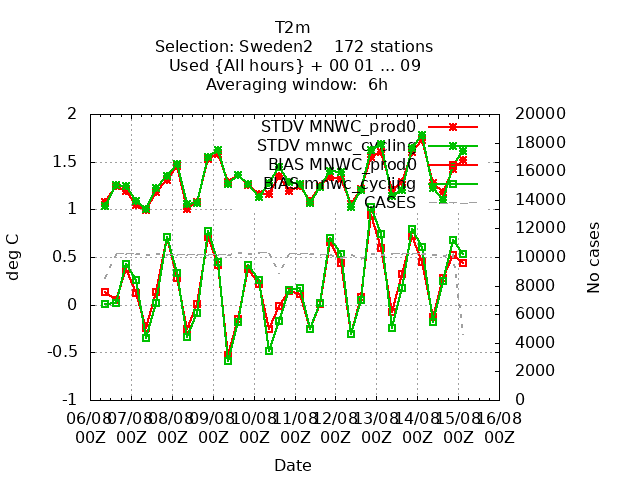 T2m
Selection: Sweden2    172 stations
Used {All hours} + 00 01 ... 09
Averaging window:  6h
2 20000
18000
1.5 16000
14000
1 12000
0.5 10000
8000
0 6000
-0.5 4000
2000
-1 0
STDV MNWC_prod0
STDV mnwc_cycling
BIAS MNWC_prod0
BIAS mnwc_cycling
CASES
deg C
No cases
06/08 07/08 08/08 09/08 10/08 11/08 12/08 13/08 14/08 15/08 16/08
00Z 00Z 00Z 00Z 00Z 00Z 00Z 00Z 00Z 00Z 00Z
Date